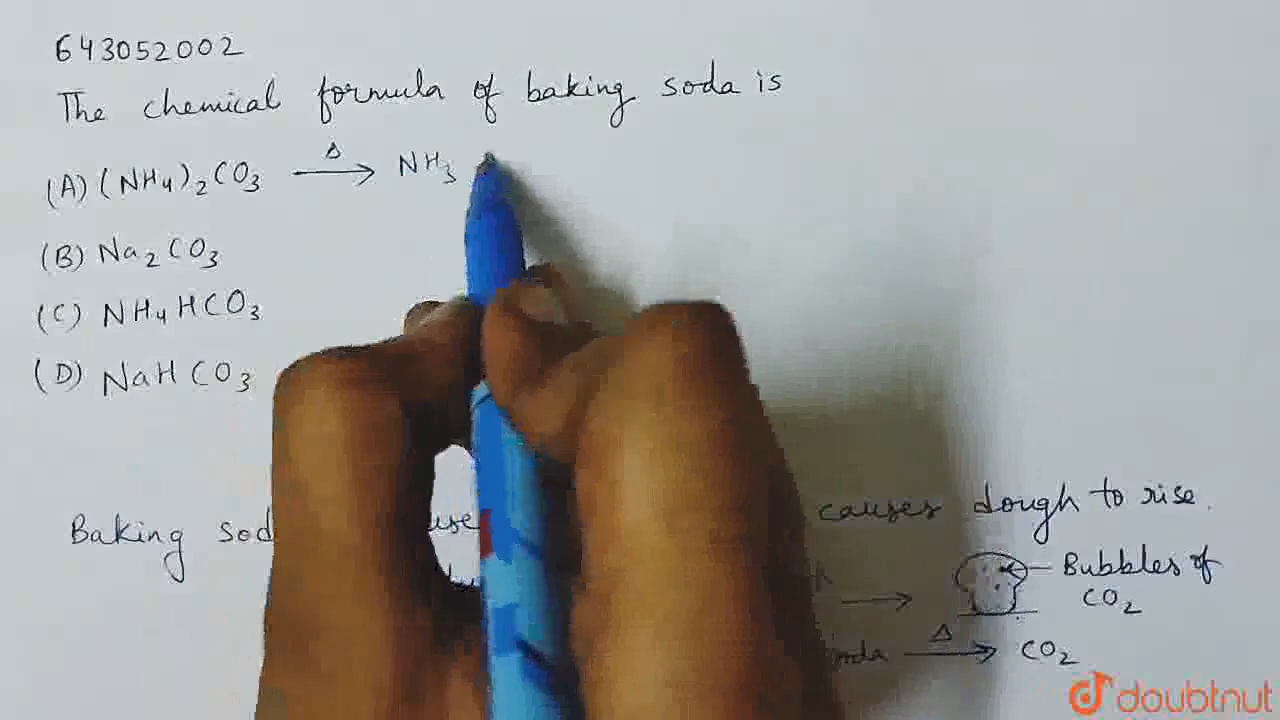 643052002
The chemical formula of baking soda is
(A) (NH4)2CO3 —Δ→ NH3
(B) Na2CO3
(C) NH4HCO3
(D) NaHCO3
Baking causes dough to rise.
→ ← Bubbles of
CO2
Δ→ CO2
doubtnut